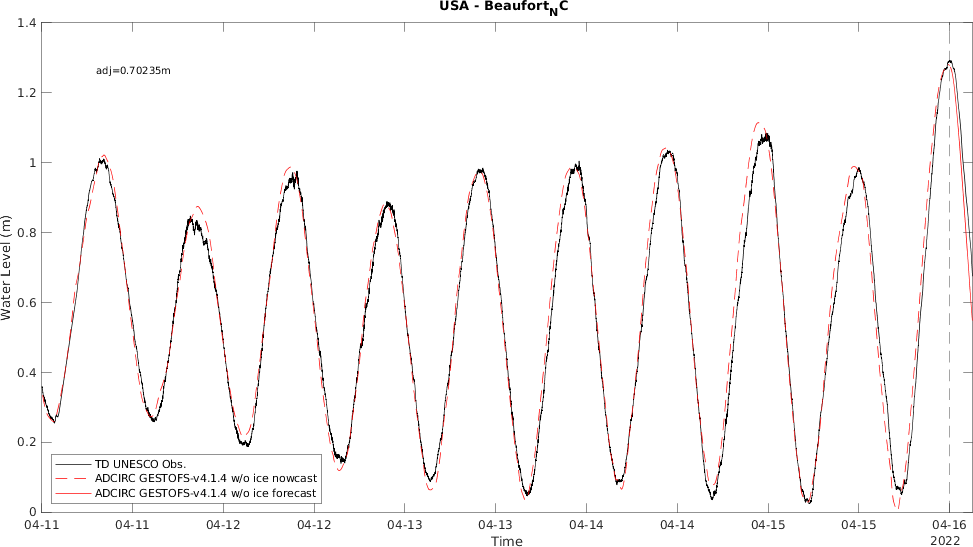 USA - Beaufort_NC
adj=0.70235m
1.4
1.2
1
0.8
0.6
0.4
0.2
0
Water Level (m)
TD UNESCO Obs.
ADCIRC GESTOFS-v4.1.4 w/o ice nowcast
ADCIRC GESTOFS-v4.1.4 w/o ice forecast
04-11 04-11 04-12 04-12 04-13 04-13 04-14 04-14 04-15 04-15 04-16
Time
2022